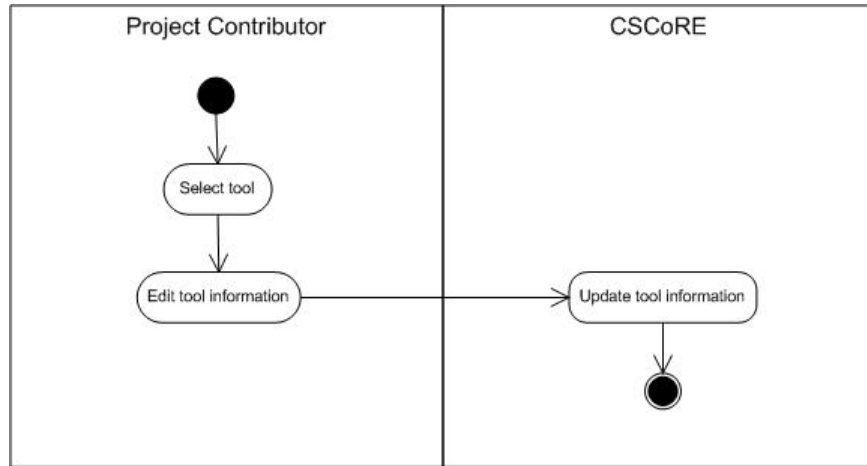 Project Contributor
CSCoRE
Select tool
Edit tool information
Update tool information